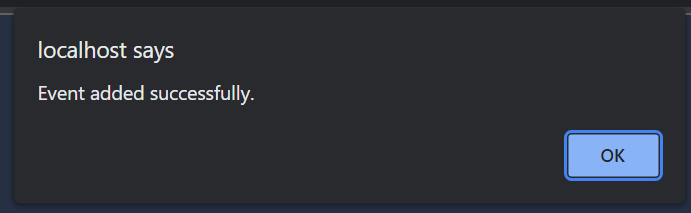 localhost says
Event added successfully.
OK